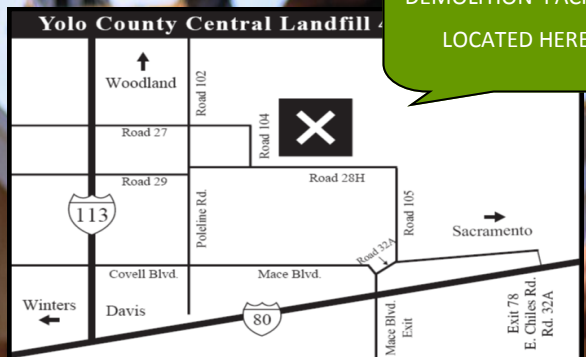 DEMOLITION FACI
LOCATED HERE
Yolo County Central Landfill
Woodland
Road 102
Road 27
Road 104
Road 29
Road 28H
113
Poleline Rd.
Road 105
Sacramento
Road 32A
Covell Blvd.
Mace Blvd.
Winters
Davis
80
Mace Blvd.
Exit
Exit 78
E. Chiles Rd.
Rd. 32A